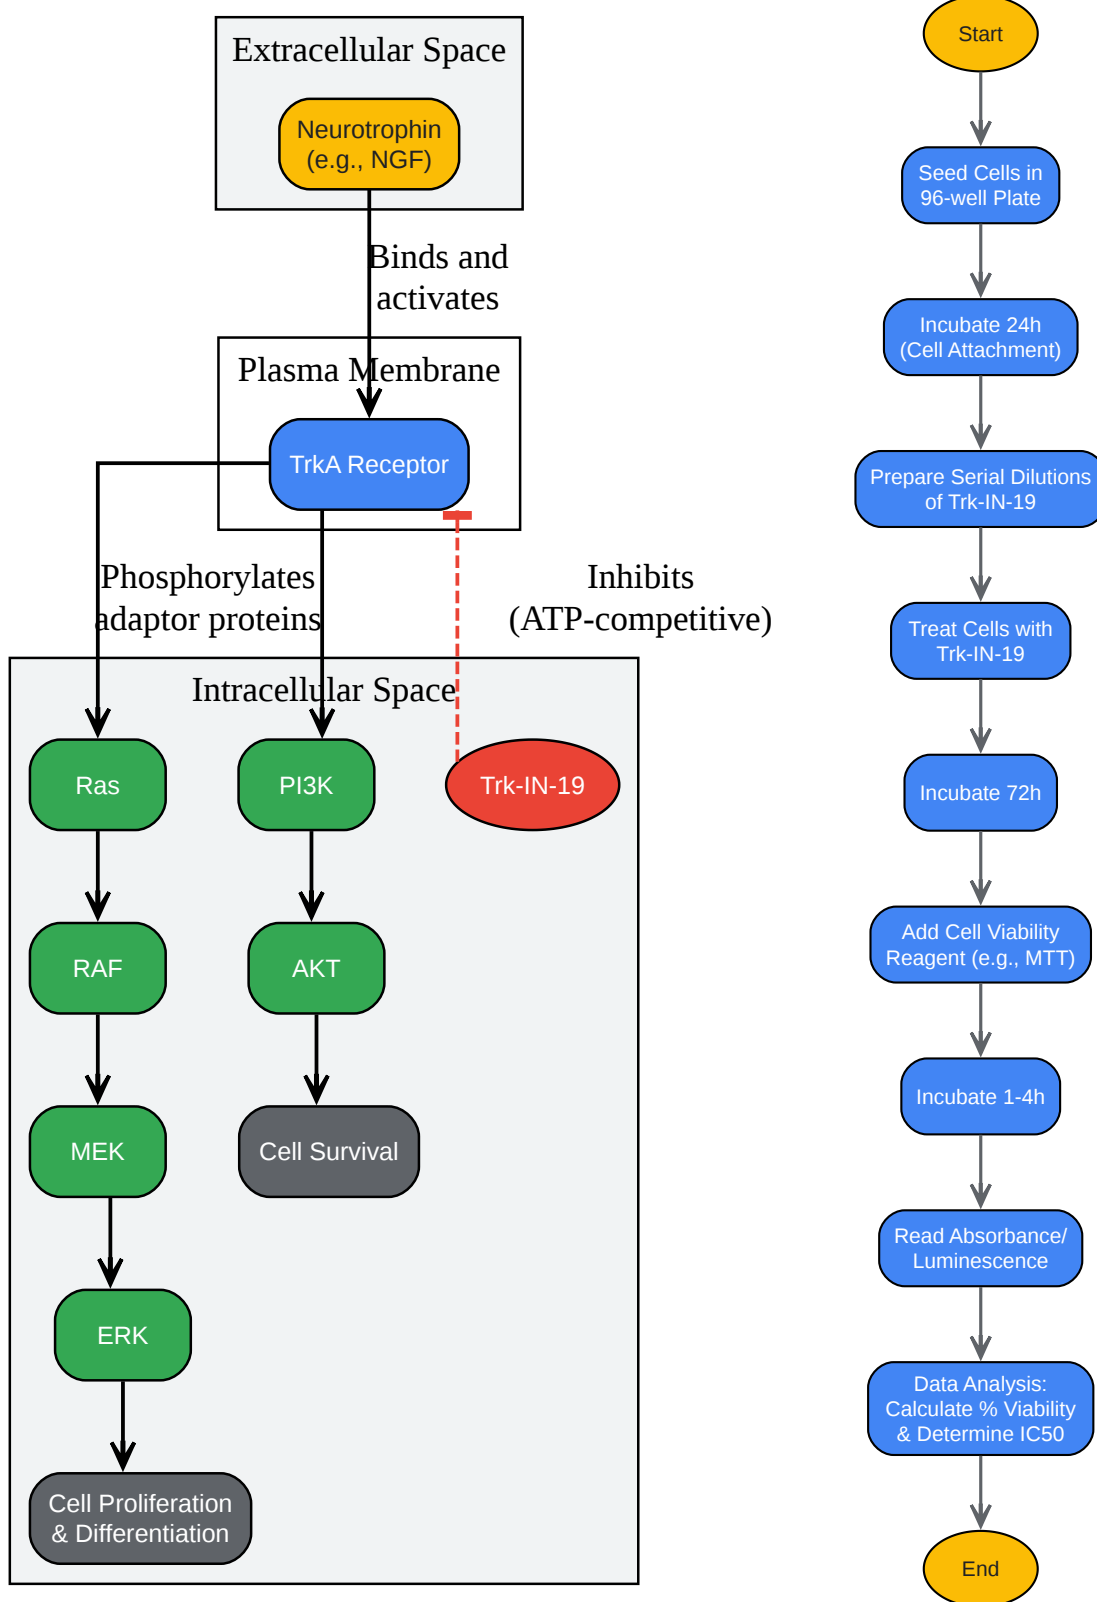 Extracellular Space
Neurotrophin
(e.g., NGF)
Binds and
activates
Plasma Membrane
TrkA Receptor
Phosphorylates
adaptor proteins
Inhibits
(ATP-competitive)
Intracellular Space
Ras
PI3K
Trk-IN-19
RAF
AKT
MEK
Cell Survival
ERK
Cell Proliferation
& Differentiation
Start
Seed Cells in
96-well Plate
Incubate 24h
(Cell Attachment)
Prepare Serial Dilutions
of Trk-IN-19
Treat Cells with
Trk-IN-19
Incubate 72h
Add Cell Viability
Reagent (e.g., MTT)
Incubate 1-4h
Read Absorbance/
Luminescence
Data Analysis:
Calculate % Viability
& Determine IC50
End